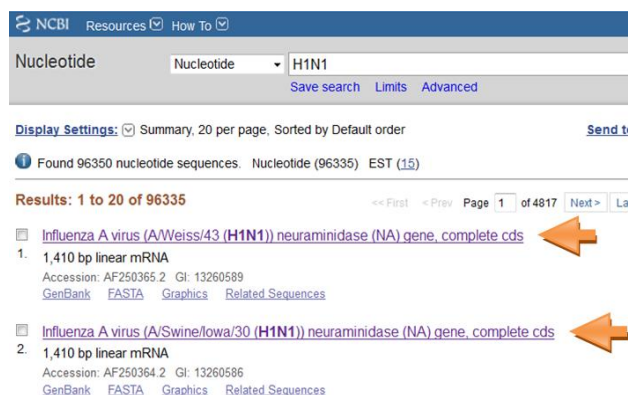 NCBI Resources How To
Nucleotide Nucleotide H1N1
Save search Limits Advanced
Display Settings: Summary, 20 per page, Sorted by Default order Send to
Found 96350 nucleotide sequences. Nucleotide (96335) EST (15)
Results: 1 to 20 of 96335 << First < Prev Page 1 of 4817 Next > La
Influenza A virus (A/Weiss/43 (H1N1)) neuraminidase (NA) gene, complete cds
1. 1,410 bp linear mRNA
Accession: AF250365.2 GI: 13260589
GenBank FASTA Graphics Related Sequences
Influenza A virus (A/Swine/Iowa/30 (H1N1)) neuraminidase (NA) gene, complete cds
2. 1,410 bp linear mRNA
Accession: AF250364.2 GI: 13260586
GenBank FASTA Graphics Related Sequences